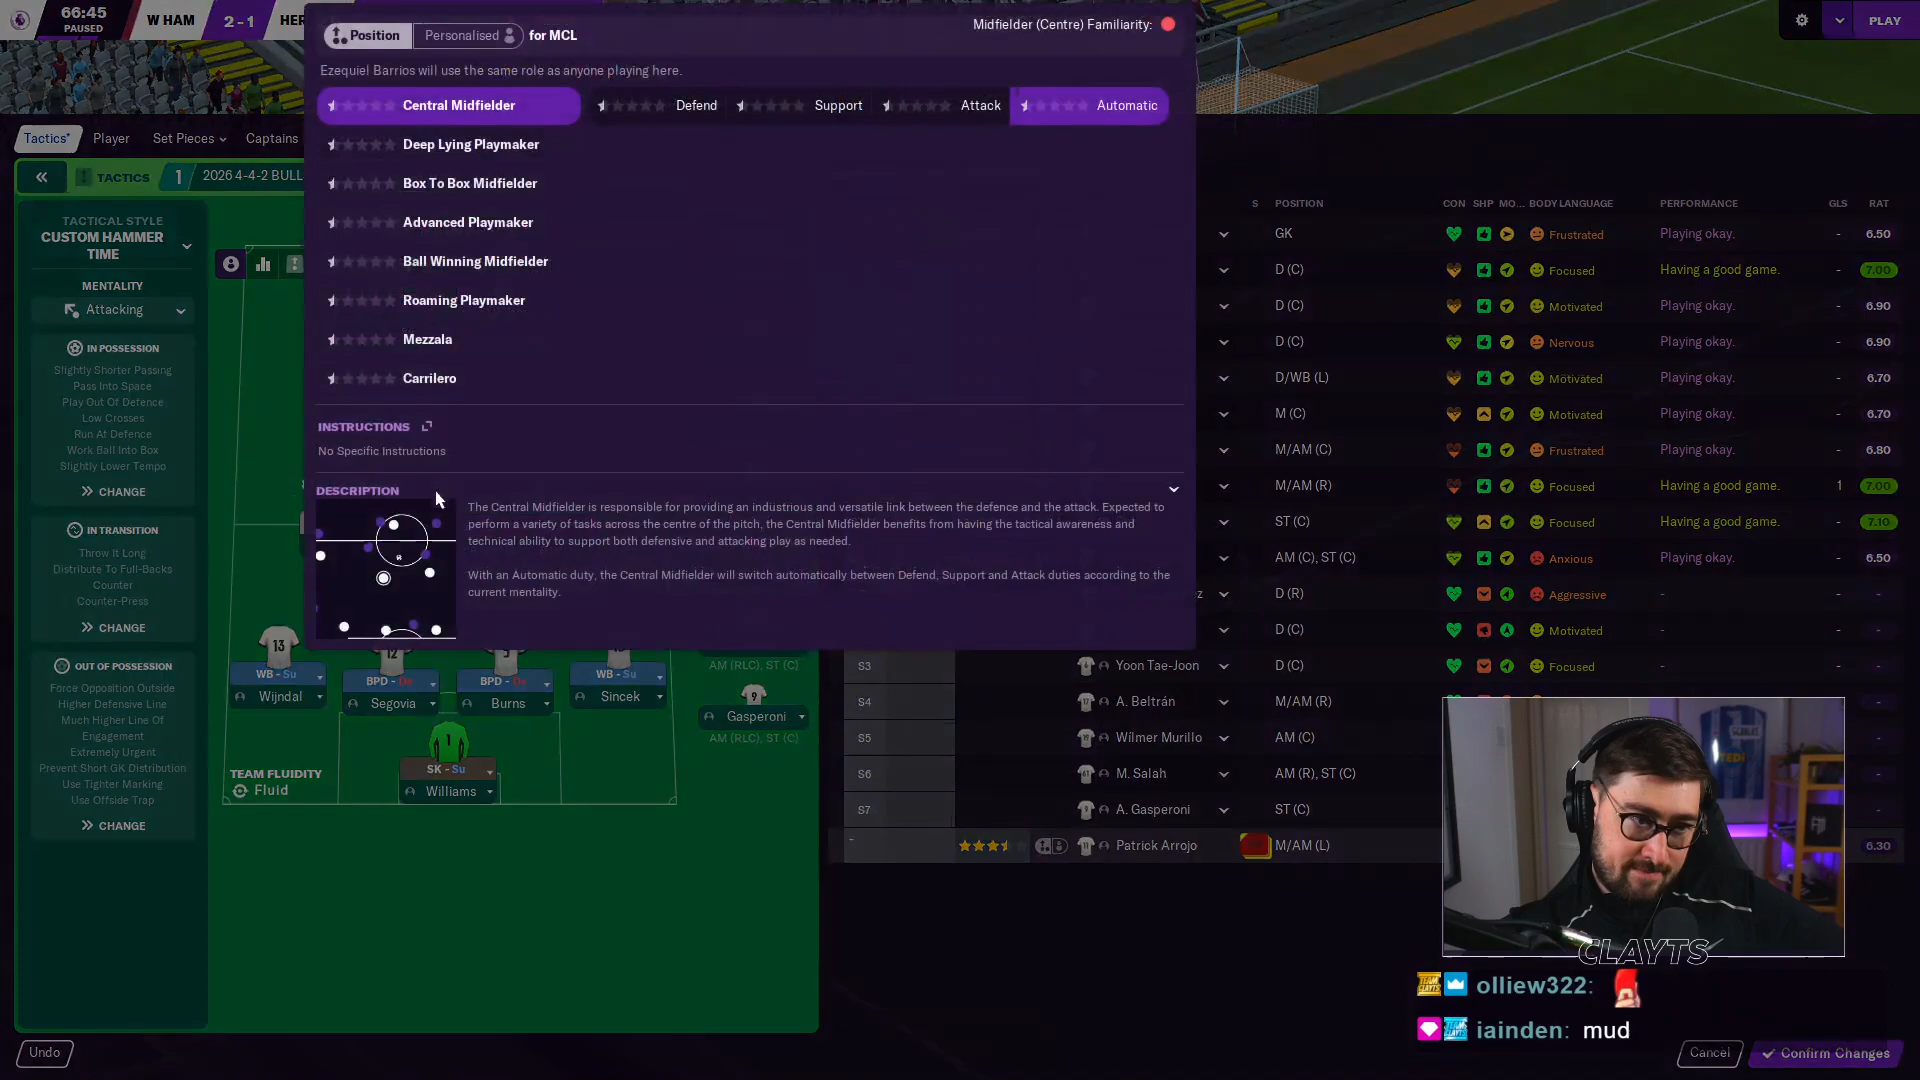 66:45
PAUSED
W HAM
2 - 1
HER
PLAY
Position
Personalised
for MCL
Midfielder (Centre) Familiarity:
Ezequiel Barrios will use the same role as anyone playing here.
Central Midfielder
Defend
Support
Attack
Automatic
Deep Lying Playmaker
Box To Box Midfielder
Advanced Playmaker
Ball Winning Midfielder
Roaming Playmaker
Mezzala
Carrilero
INSTRUCTIONS
No Specific Instructions
DESCRIPTION
The Central Midfielder is responsible for providing an industrious and versatile link between the defence and the attack. Expected to
perform a variety of tasks across the centre of the pitch, the Central Midfielder benefits from having the tactical awareness and
technical ability to support both defensive and attacking play as needed.
With an Automatic duty, the Central Midfielder will switch automatically between Defend, Support and Attack duties according to the
current mentality.
Tactics*
Player
Set Pieces
Captains
TACTICS
1
2026 4-4-2 BULL
TACTICAL STYLE
CUSTOM HAMMER
TIME
MENTALITY
Attacking
IN POSSESSION
Slightly Shorter Passing
Pass Into Space
Play Out Of Defence
Low Crosses
Run At Defence
Work Ball Into Box
Slightly Lower Tempo
CHANGE
IN TRANSITION
Throw It Long
Distribute To Full-Backs
Counter
Counter-Press
CHANGE
OUT OF POSSESSION
Force Opposition Outside
Higher Defensive Line
Much Higher Line Of
Engagement
Extremely Urgent
Prevent Short GK Distribution
Use Tighter Marking
Use Offside Trap
CHANGE
13
WB - Su
Wijndal
12
BPD - De
Segovia
BPD - De
Burns
WB - Su
Sincek
1
SK - Su
Williams
TEAM FLUIDITY
Fluid
AM (RLC), ST (C)
9
Gasperoni
AM (RLC), ST (C)
S POSITION CON SHP MO... BODY LANGUAGE PERFORMANCE GLS RAT
GK Frustrated Playing okay. - 6.50
D (C) Focused Having a good game. - 7.00
D (C) Motivated Playing okay. - 6.90
D (C) Nervous Playing okay. - 6.90
D/WB (L) Motivated Playing okay. - 6.70
M (C) Motivated Playing okay. - 6.70
M/AM (C) Frustrated Playing okay. - 6.80
M/AM (R) Focused Having a good game. 1 7.00
ST (C) Focused Having a good game. - 7.10
AM (C), ST (C) Anxious Playing okay. - 6.50
z D (R) Aggressive - - -
D (C) Motivated - - -
S3 Yoon Tae-Joon D (C) Focused - - -
S4 A. Beltrán M/AM (R) -
S5 Wílmer Murillo AM (C) -
S6 M. Salah AM (R), ST (C) -
S7 A. Gasperoni ST (C) -
- Patrick Arrojo M/AM (L) 6.30
CLAYTS
olliew322:
iainden: mud
Undo
Cancel
Confirm Changes